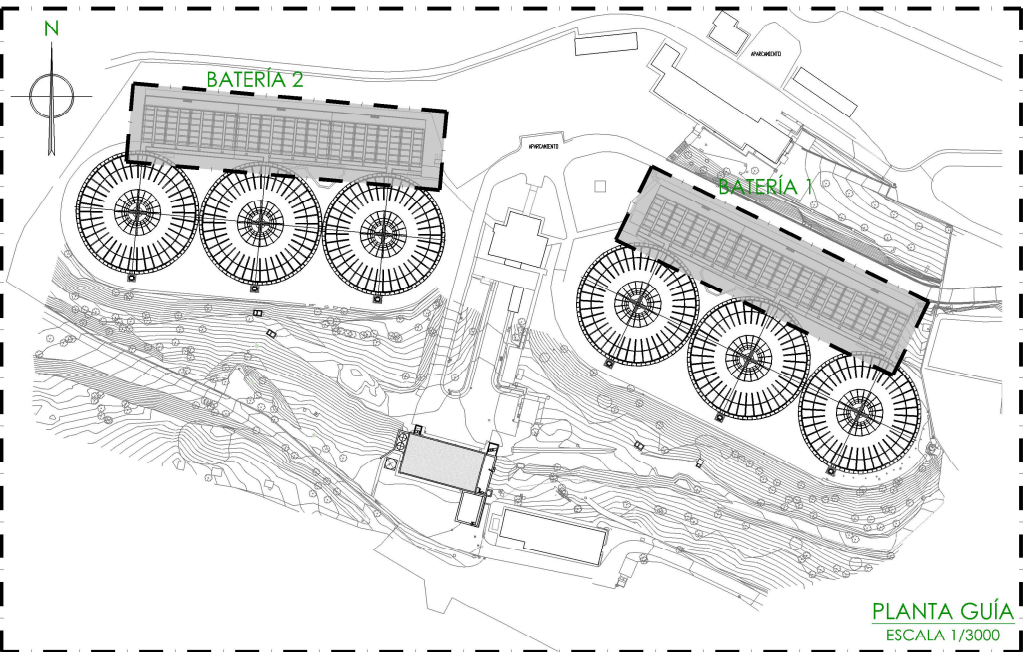 N
BATERÍA 2
APARCAMIENTO
APARCAMIENTO
BATERÍA 1
PLANTA GUÍA
ESCALA 1/3000